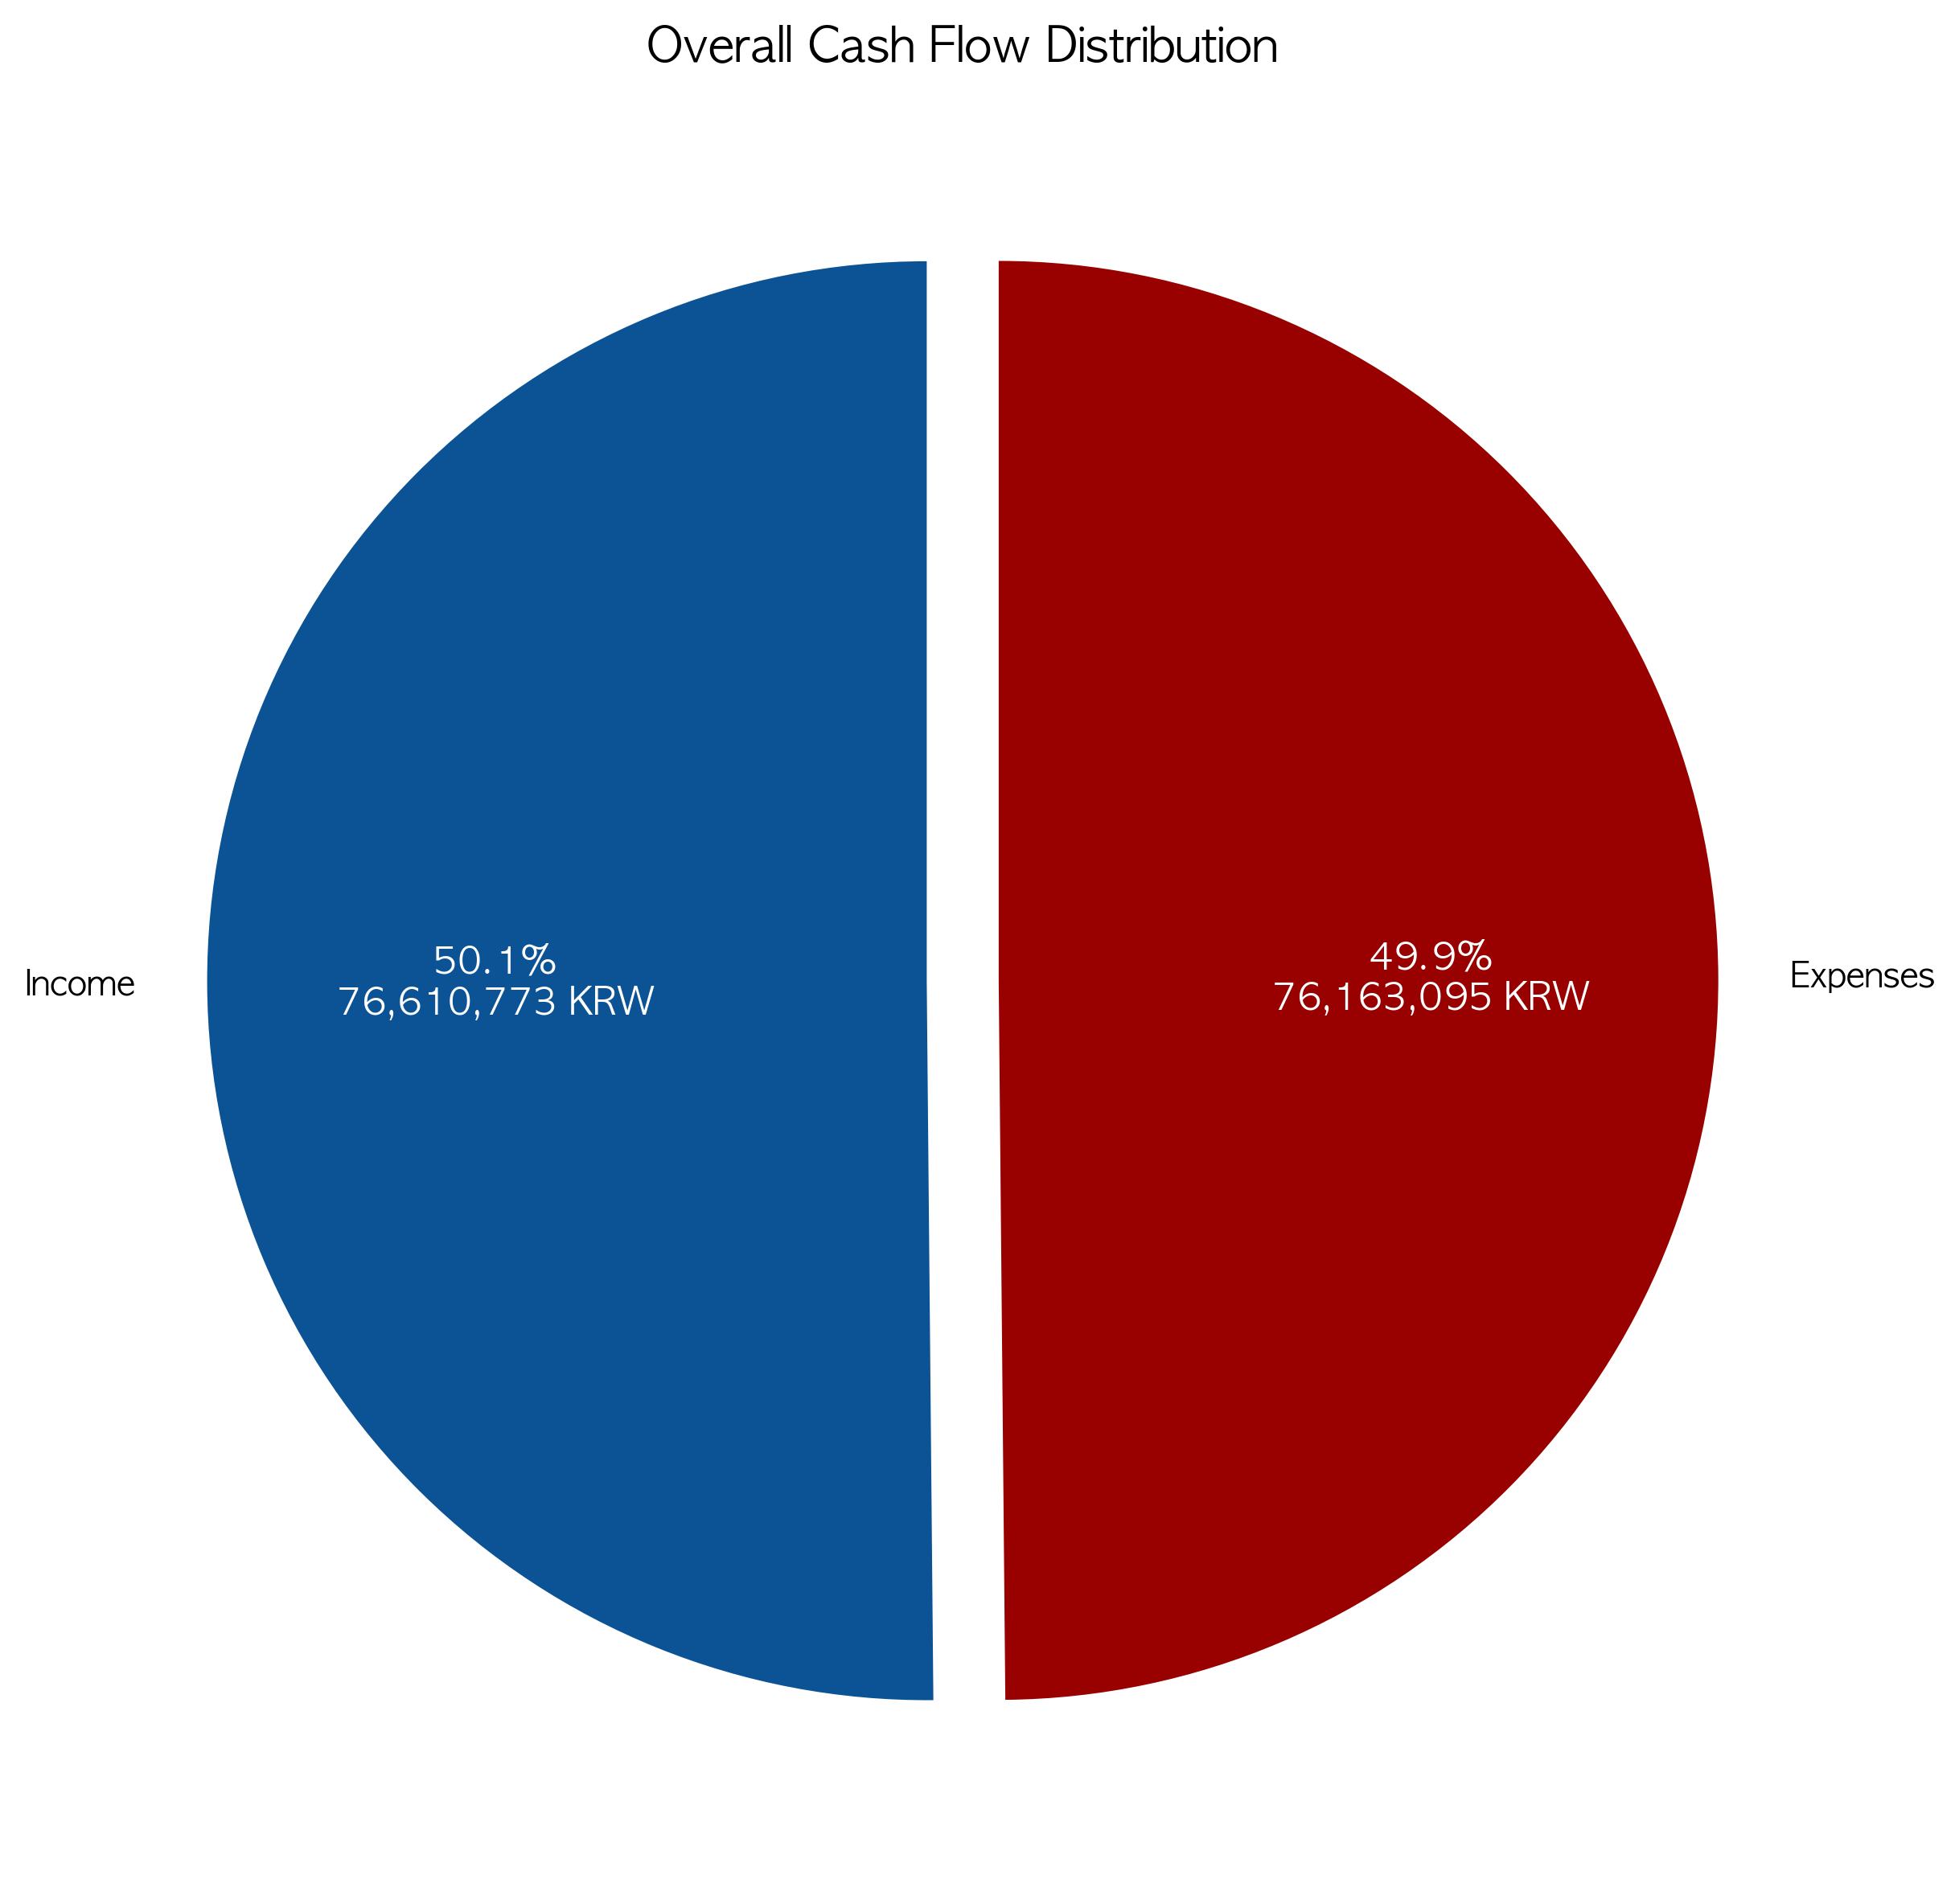 Overall Cash Flow Distribution
Income
50.1%
76,610,773 KRW
49.9%
76,163,095 KRW
Expenses